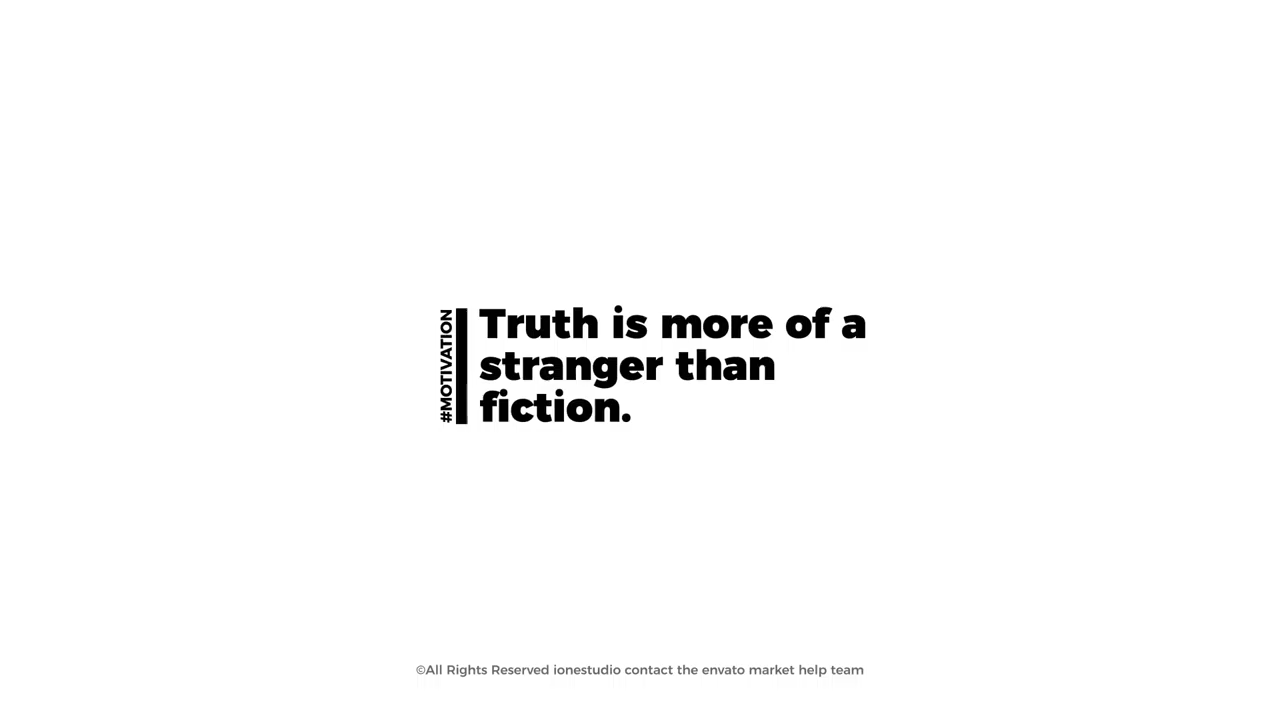 #MOTIVATION
Truth is more of a
stranger than
fiction.
©All Rights Reserved ionestudio contact the envato market help team